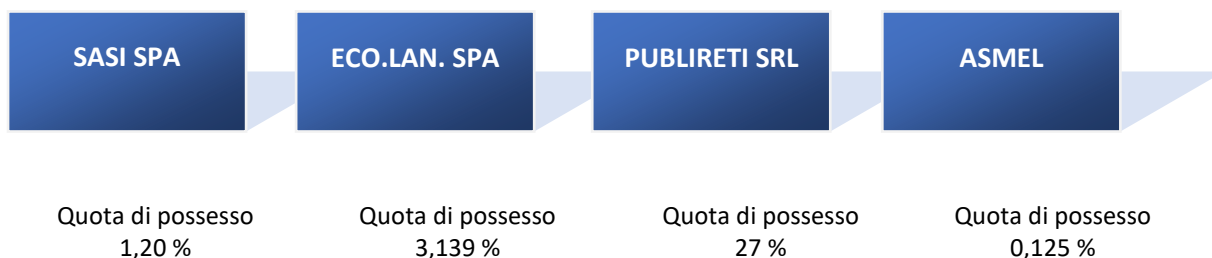 SASI SPA
ECO.LAN. SPA
PUBLIRETI SRL
ASMEL
Quota di possesso
1,20 %
Quota di possesso
3,139 %
Quota di possesso
27 %
Quota di possesso
0,125 %